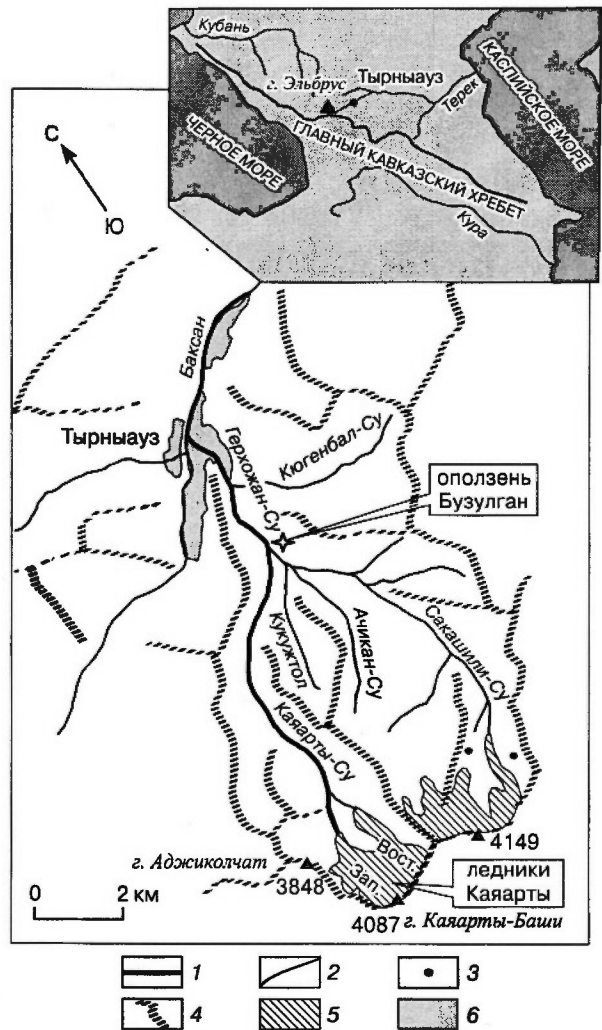 Кубань
г. Эльбрус
Тырныауз
Терек
КАСПИЙСКОЕ МОРЕ
ЧЕРНОЕ МОРЕ
ГЛАВНЫЙ КАВКАЗСКИЙ ХРЕБЕТ
Кура
С
Ю
Баксан
Тырныауз
Герхожан-Су
Кюгенбал-Су
оползень
Бузулган
Сакашили-Су
Ачикан-Су
Кукужтол
Каяарты-Су
Вост.
Зап.
4149
г. Аджиколчат
3848
ледники
Каяарты
4087 г. Каяарты-Баши
0 2 км
1 2 3
4 5 6